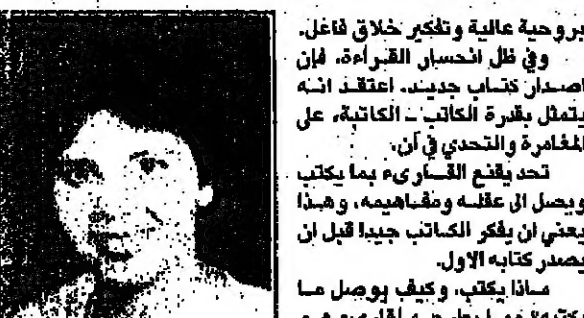 بروحية عالية وتفكير خلاق فاعل.
وفي ظل انحسار القراءة، فإن
اصدار كتاب جديد. اعتقد انه
يتمثل بقدرة الكاتب - الكاتبة، على
المغامرة والتحدي في آن.
تحد يقنع القارىء بما يكتب
ويصل الى عقله ومفاهيمه، وهذا
يعني ان يفكر الكاتب جيدا قبل ان
يصدر كتابه الاول.
ماذا يكتب، وكيف يوصل ما